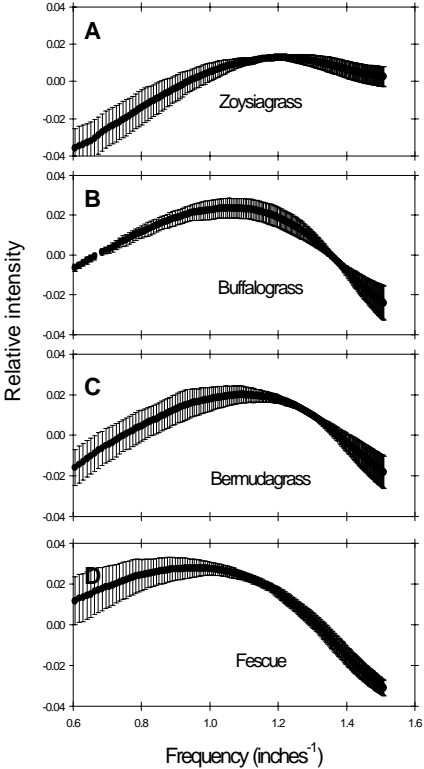 Relative intensity
0.04
A
0.02
0.00
-0.02
-0.04
Zoysiagrass
0.04
B
0.02
0.00
-0.02
-0.04
Buffalograss
0.04
C
0.02
0.00
-0.02
-0.04
Bermudagrass
0.04
D
0.02
0.00
-0.02
-0.04
Fescue
0.6 0.8 1.0 1.2 1.4 1.6
Frequency (inches⁻¹)